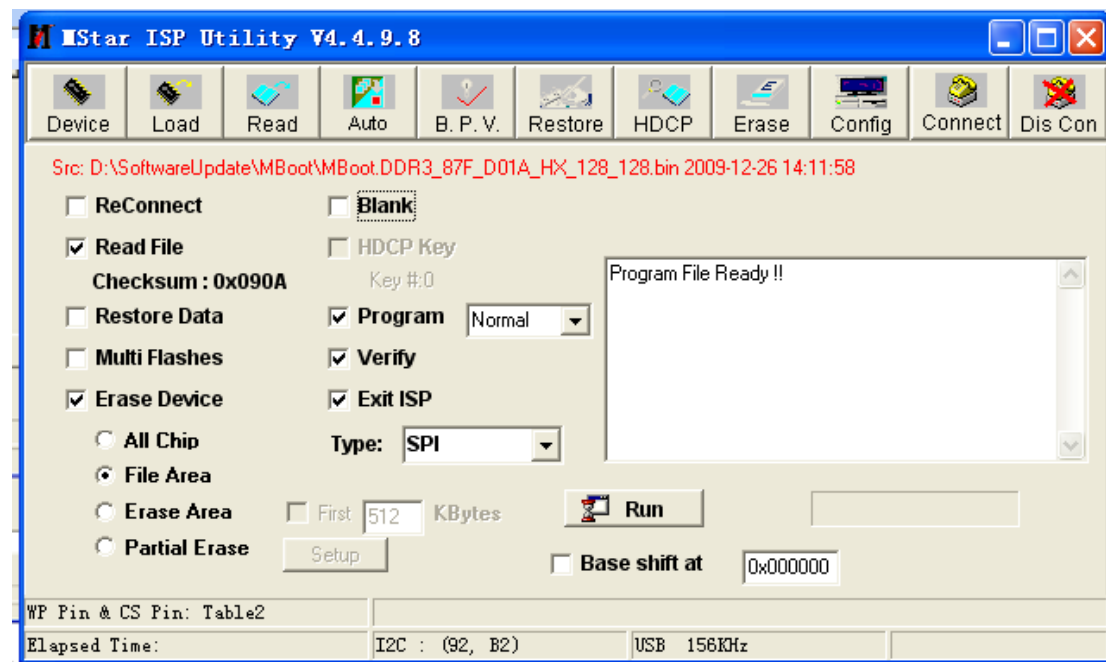 MStar ISP Utility V4.4.9.8
Device Load Read Auto B. P. V. Restore HDCP Erase Config Connect Dis Con
Src: D:\SoftwareUpdate\MBoot\MBoot.DDR3_87F_D01A_HX_128_128.bin 2009-12-26 14:11:58
ReConnect Blank
Read File HDCP Key
Checksum : 0x090A Key #:0
Program File Ready !!
Restore Data Program Normal
Multi Flashes Verify
Erase Device Exit ISP
All Chip Type: SPI
File Area
Erase Area First 512 KBytes Run
Partial Erase Setup
Base shift at 0x000000
WP Pin & CS Pin: Table2
Elapsed Time: I2C : (92, B2) USB 156KHz